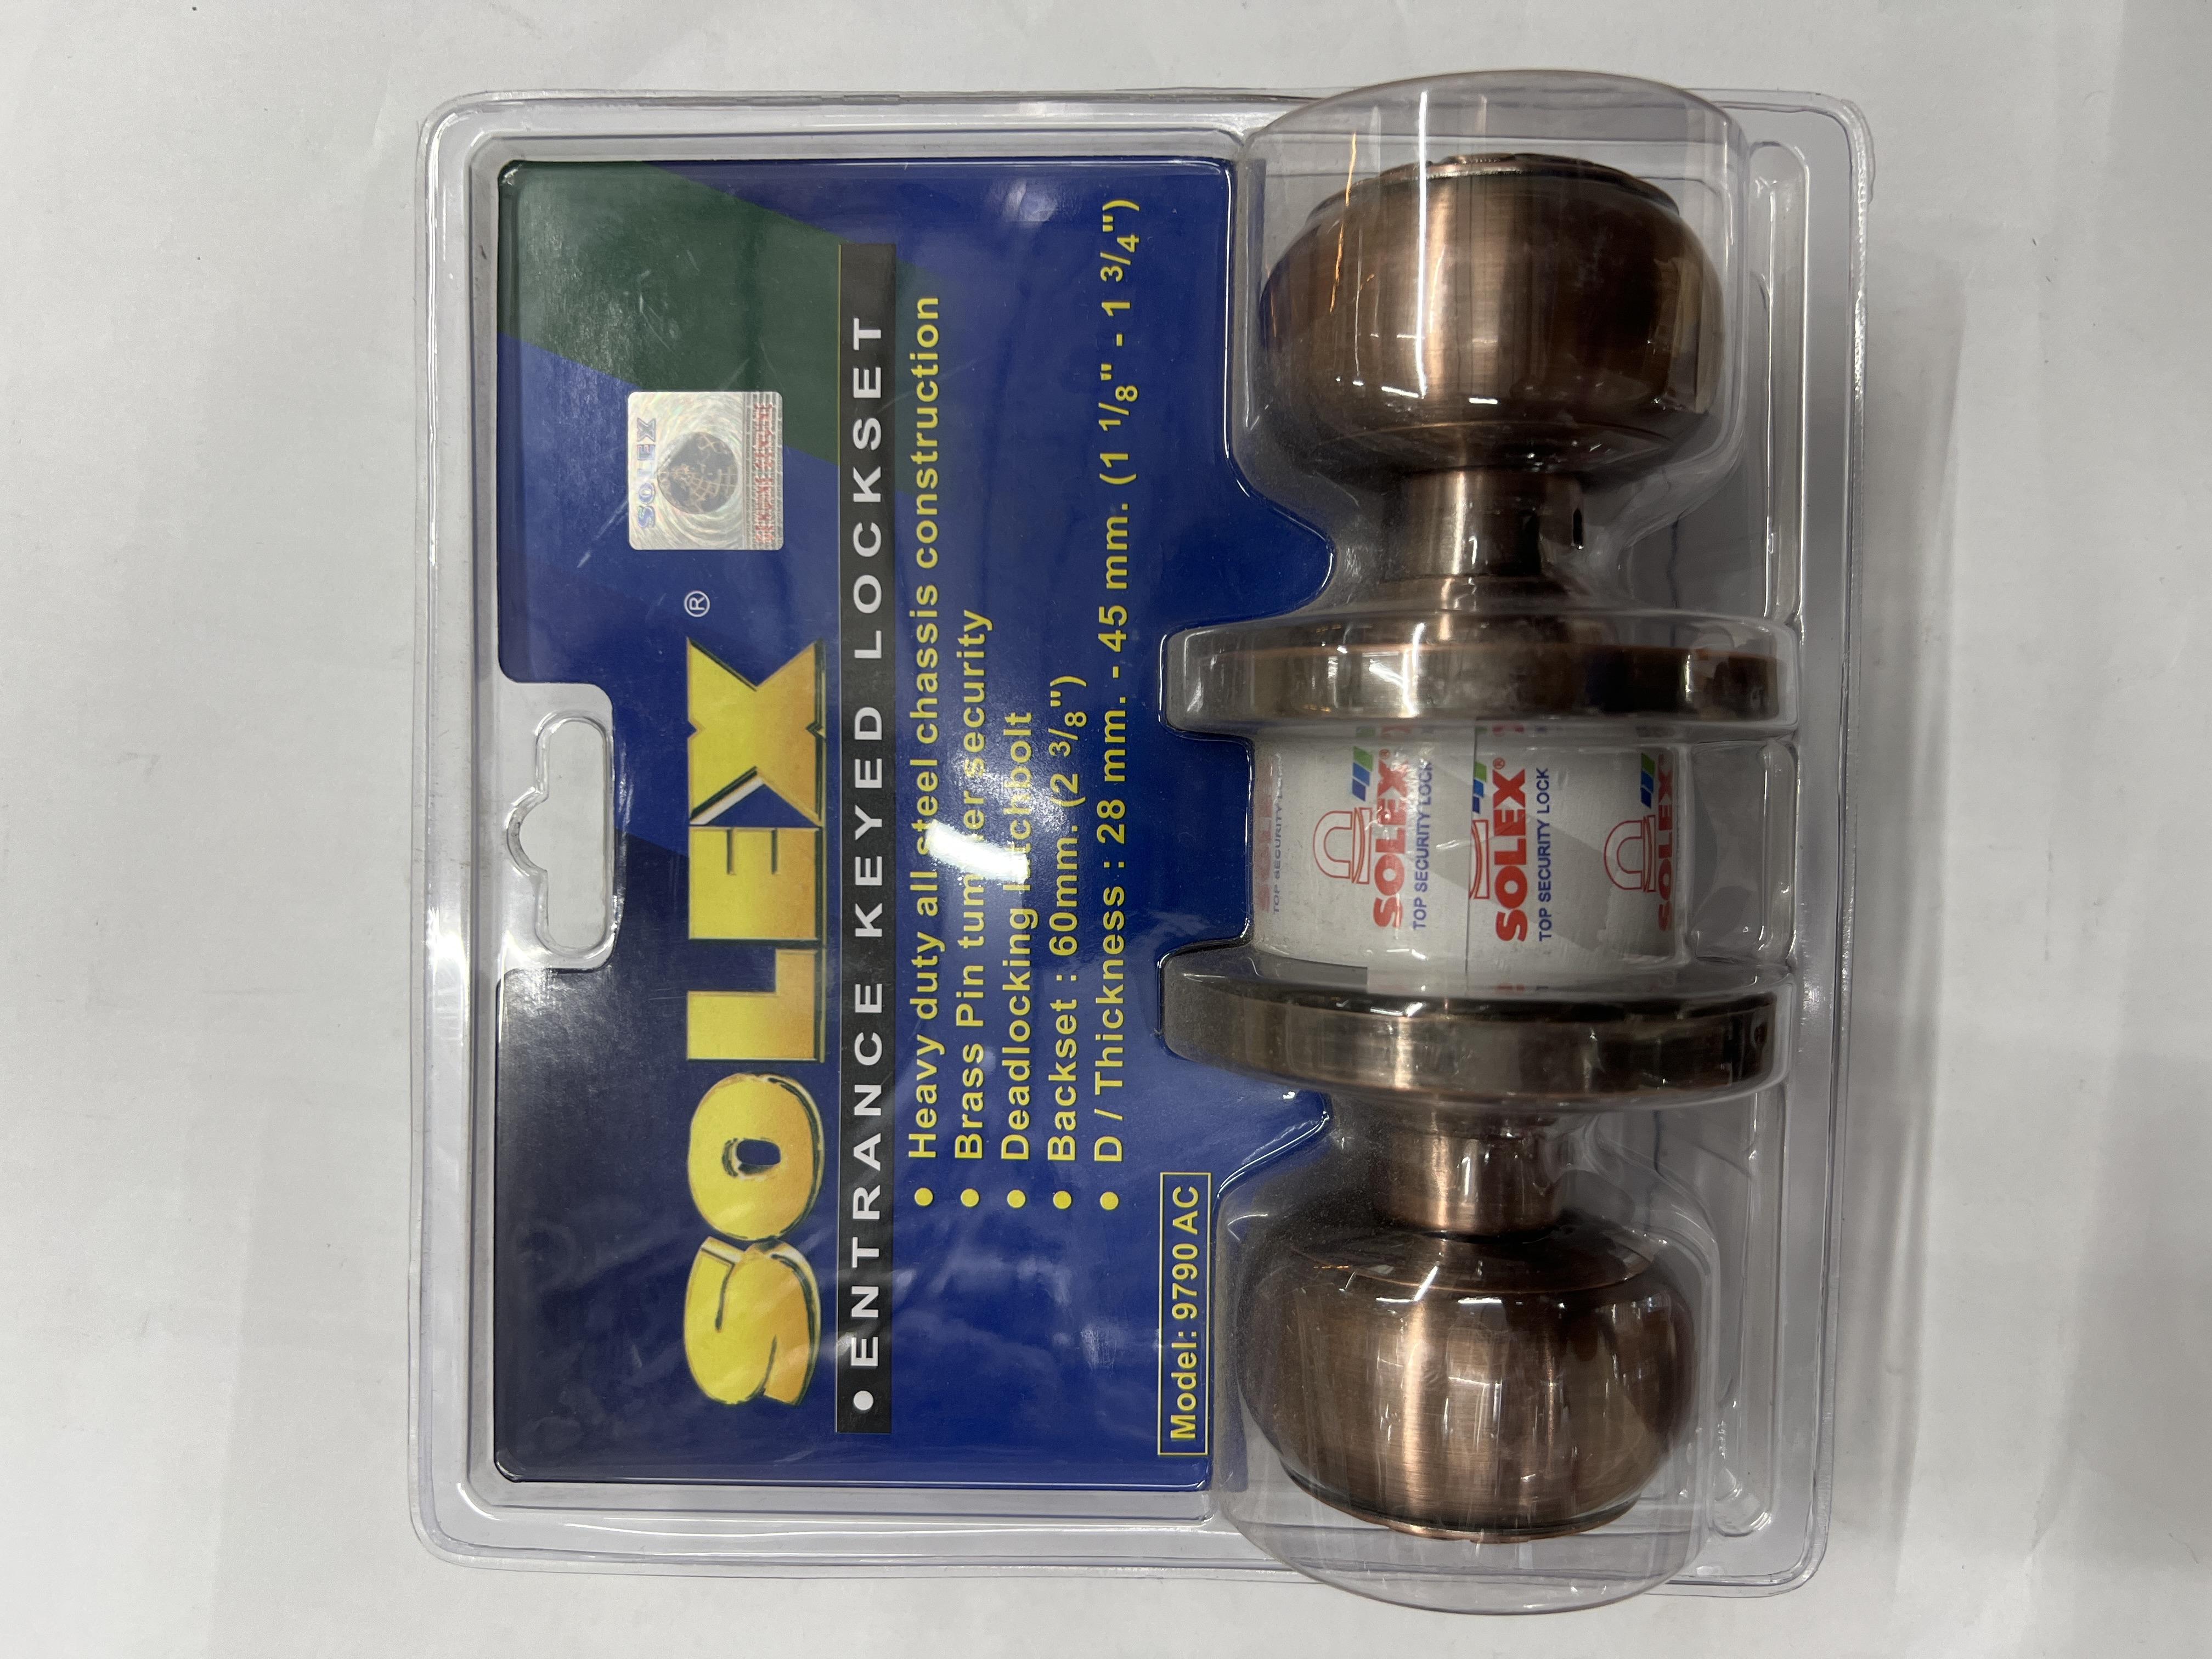 SOLEX
SOLEX®
• ENTRANCE KEYED LOCKSET
• Heavy duty all steel chassis construction
• Brass Pin tumbler security
• Deadlocking latchbolt
• Backset : 60mm. (2 3/8")
• D / Thickness : 28 mm. - 45 mm. (1 1/8" - 1 3/4")
Model: 9790 AC
TOP SECURITY
SOLEX®
TOP SECURITY LOCK
SOLEX®
TOP SECURITY LOCK
SOLEX